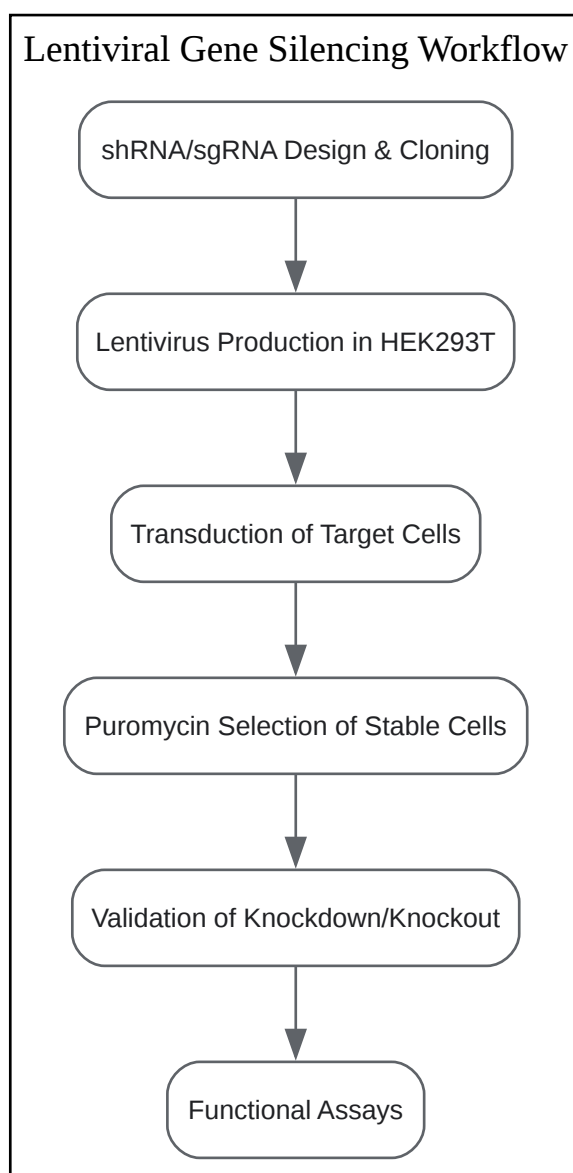 Lentiviral Gene Silencing Workflow
shRNA/sgRNA Design & Cloning
Lentivirus Production in HEK293T
Transduction of Target Cells
Puromycin Selection of Stable Cells
Validation of Knockdown/Knockout
Functional Assays